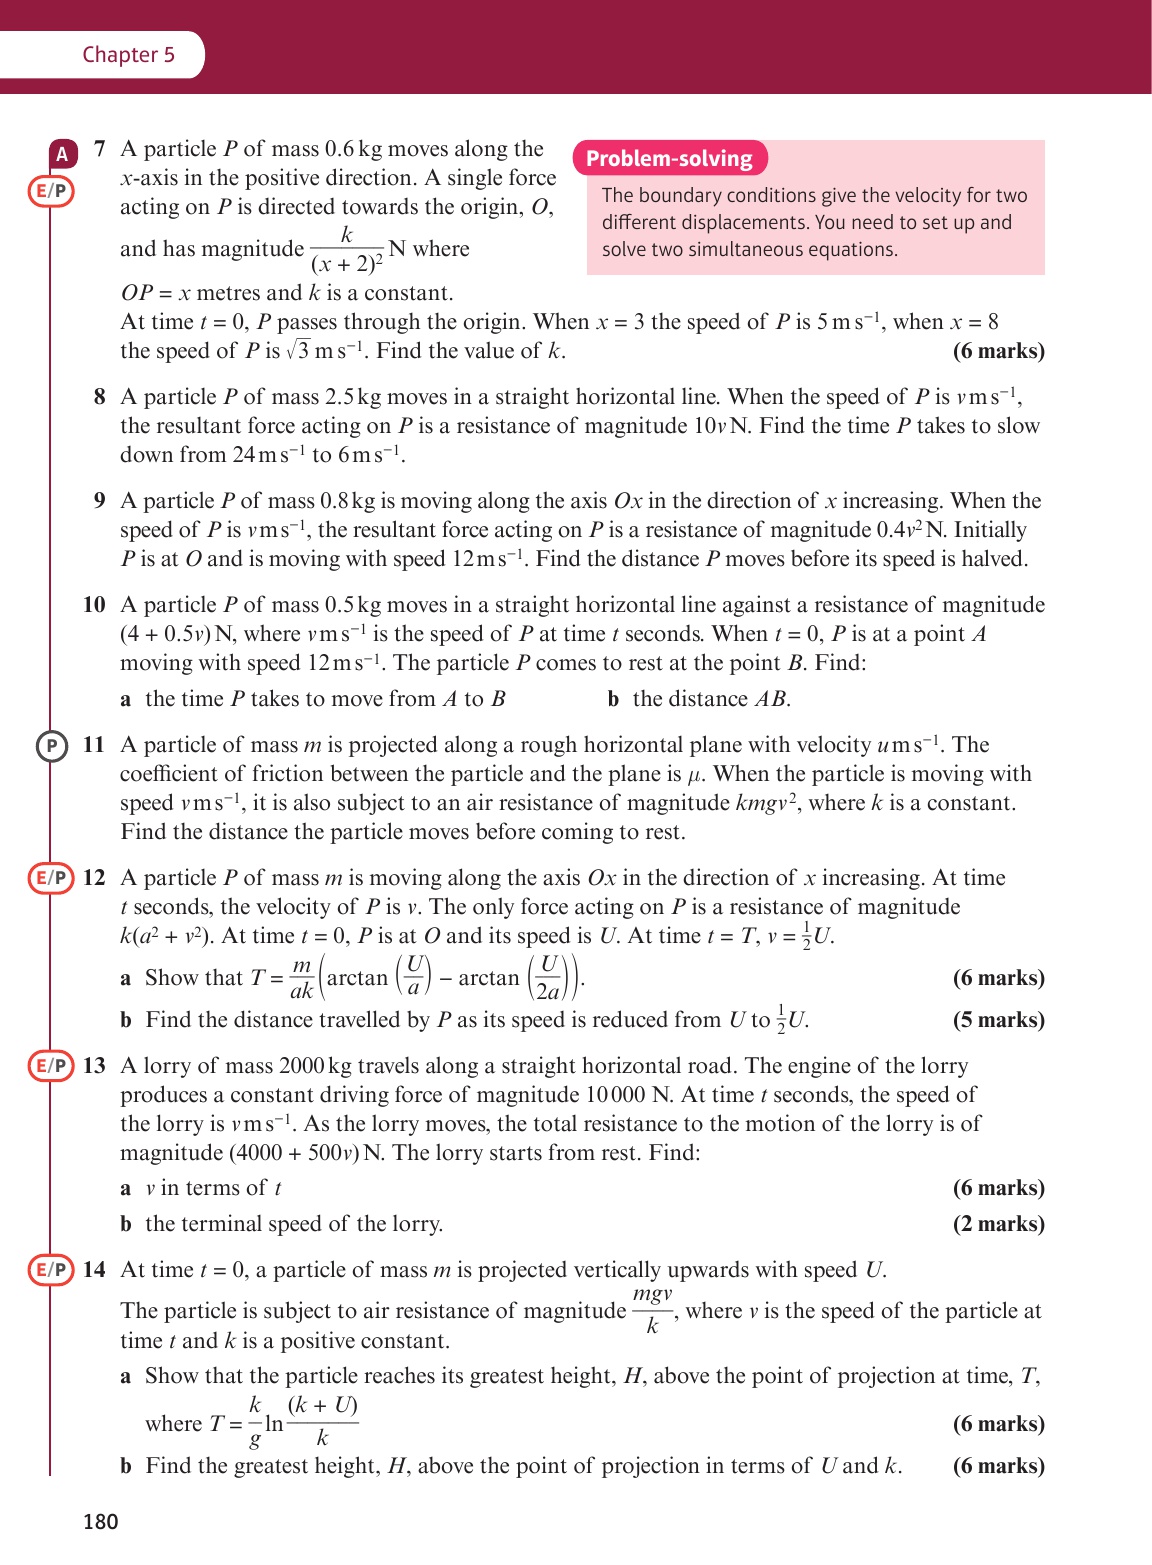 Chapter 5
A
E/P
7 A particle P of mass 0.6 kg moves along the
x-axis in the positive direction. A single force
acting on P is directed towards the origin, O,
and has magnitude k/(x + 2)² N where
OP = x metres and k is a constant.
Problem-solving
The boundary conditions give the velocity for two
different displacements. You need to set up and
solve two simultaneous equations.
At time t = 0, P passes through the origin. When x = 3 the speed of P is 5 m s⁻¹, when x = 8
the speed of P is √3 m s⁻¹. Find the value of k. (6 marks)
8 A particle P of mass 2.5 kg moves in a straight horizontal line. When the speed of P is v m s⁻¹,
the resultant force acting on P is a resistance of magnitude 10v N. Find the time P takes to slow
down from 24 m s⁻¹ to 6 m s⁻¹.
9 A particle P of mass 0.8 kg is moving along the axis Ox in the direction of x increasing. When the
speed of P is v m s⁻¹, the resultant force acting on P is a resistance of magnitude 0.4v² N. Initially
P is at O and is moving with speed 12 m s⁻¹. Find the distance P moves before its speed is halved.
10 A particle P of mass 0.5 kg moves in a straight horizontal line against a resistance of magnitude
(4 + 0.5v) N, where v m s⁻¹ is the speed of P at time t seconds. When t = 0, P is at a point A
moving with speed 12 m s⁻¹. The particle P comes to rest at the point B. Find:
a the time P takes to move from A to B b the distance AB.
P
11 A particle of mass m is projected along a rough horizontal plane with velocity u m s⁻¹. The
coefficient of friction between the particle and the plane is μ. When the particle is moving with
speed v m s⁻¹, it is also subject to an air resistance of magnitude kmgv², where k is a constant.
Find the distance the particle moves before coming to rest.
E/P
12 A particle P of mass m is moving along the axis Ox in the direction of x increasing. At time
t seconds, the velocity of P is v. The only force acting on P is a resistance of magnitude
k(a² + v²). At time t = 0, P is at O and its speed is U. At time t = T, v = ½U.
a Show that T = m/ak (arctan (U/a) − arctan (U/2a)). (6 marks)
b Find the distance travelled by P as its speed is reduced from U to ½U. (5 marks)
E/P
13 A lorry of mass 2000 kg travels along a straight horizontal road. The engine of the lorry
produces a constant driving force of magnitude 10 000 N. At time t seconds, the speed of
the lorry is v m s⁻¹. As the lorry moves, the total resistance to the motion of the lorry is of
magnitude (4000 + 500v) N. The lorry starts from rest. Find:
a v in terms of t (6 marks)
b the terminal speed of the lorry. (2 marks)
E/P
14 At time t = 0, a particle of mass m is projected vertically upwards with speed U.
The particle is subject to air resistance of magnitude mgv/k, where v is the speed of the particle at
time t and k is a positive constant.
a Show that the particle reaches its greatest height, H, above the point of projection at time, T,
where T = k/g ln (k + U)/k (6 marks)
b Find the greatest height, H, above the point of projection in terms of U and k. (6 marks)
180